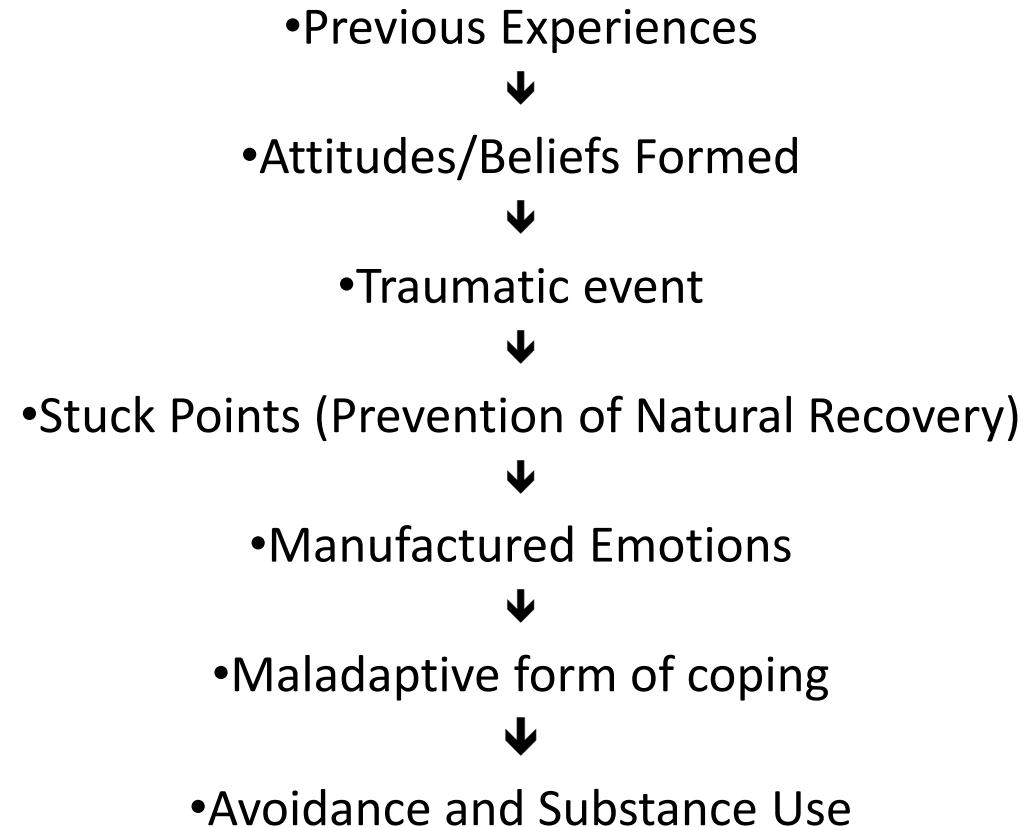 •Previous Experiences
🡻
•Attitudes/Beliefs Formed
🡻
•Traumatic event
🡻
•Stuck Points (Prevention of Natural Recovery)
🡻
•Manufactured Emotions
🡻
•Maladaptive form of coping
🡻
•Avoidance and Substance Use